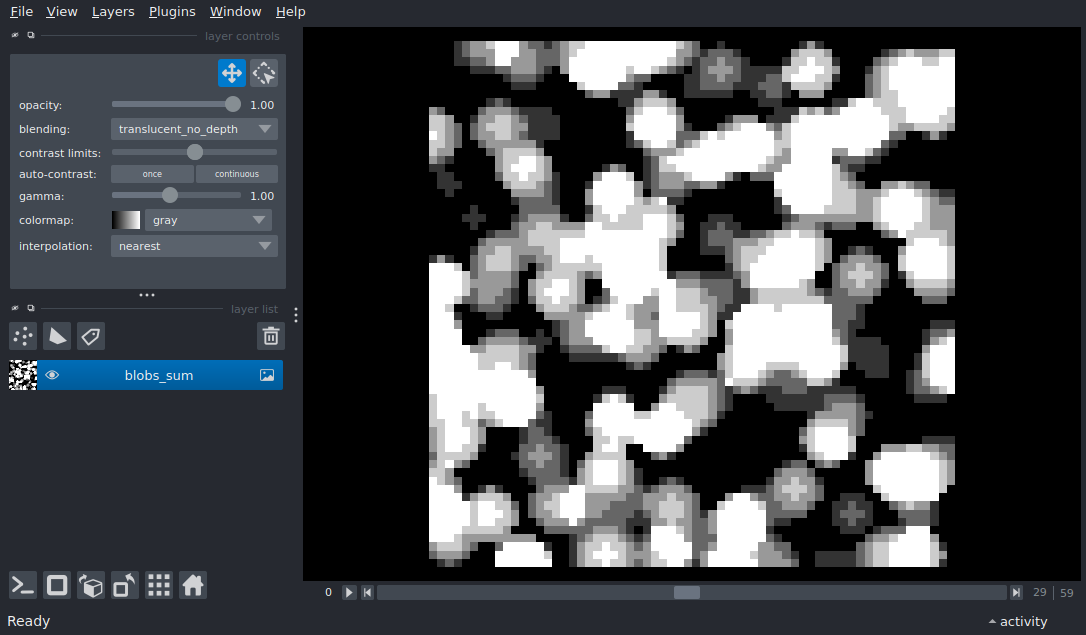 File View Layers Plugins Window Help
layer controls
opacity: 1.00
blending: translucent_no_depth
contrast limits:
auto-contrast: once continuous
gamma: 1.00
colormap: gray
interpolation: nearest
layer list
blobs_sum
0 29 59
Ready activity